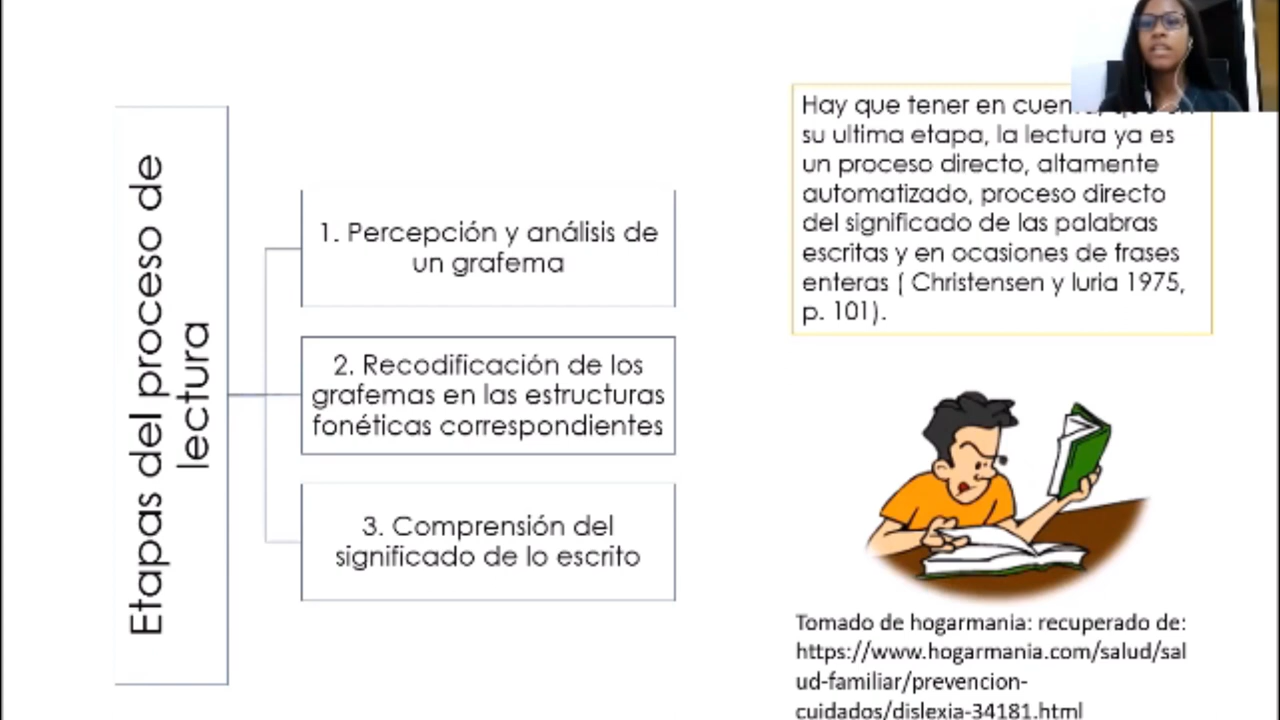 Etapas del proceso de
lectura
1. Percepción y análisis de
un grafema
2. Recodificación de los
grafemas en las estructuras
fonéticas correspondientes
3. Comprensión del
significado de lo escrito
Hay que tener en
su ultima etapa, la lectura ya es
un proceso directo, altamente
automatizado, proceso directo
del significado de las palabras
escritas y en ocasiones de frases
enteras ( Christensen y luria 1975,
p. 101).
Tomado de hogarmania: recuperado de:
https://www.hogarmania.com/salud/sal
ud-familiar/prevencion-
cuidados/dislexia-34181.html